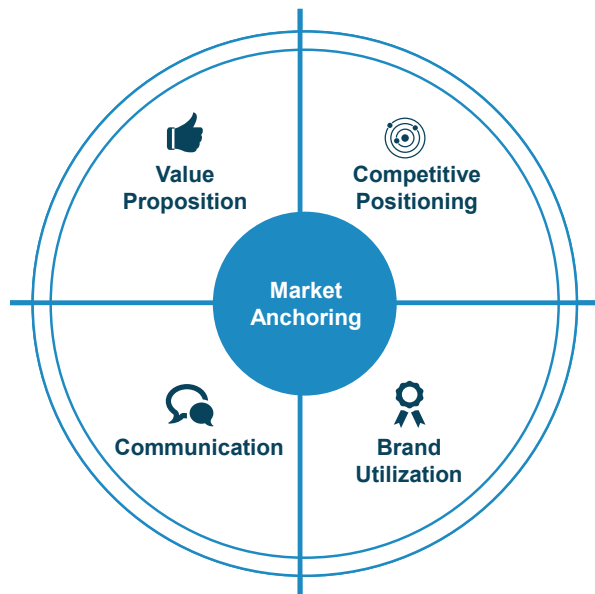 Value
Proposition
Competitive
Positioning
Market
Anchoring
Communication
Brand
Utilization